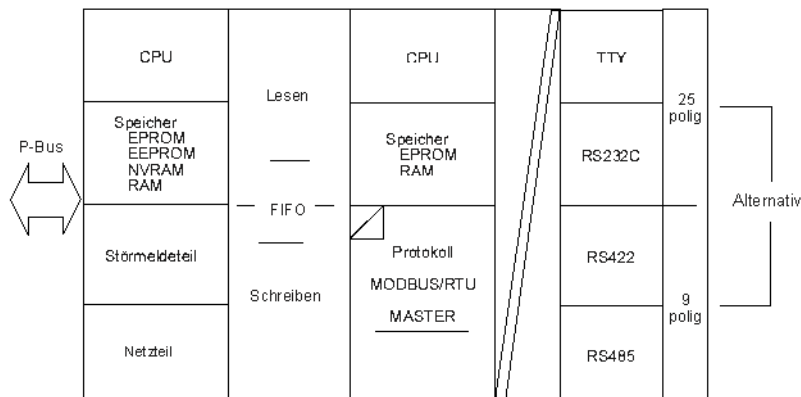 P-Bus
CPU
Speicher
EPROM
EEPROM
NVRAM
RAM
Störmeldeteil
Netzteil
Lesen
FIFO
Schreiben
CPU
Speicher
EPROM
RAM
Protokoll
MODBUS/RTU
MASTER
TTY
RS232C
RS422
RS485
25
polig
9
polig
Alternativ